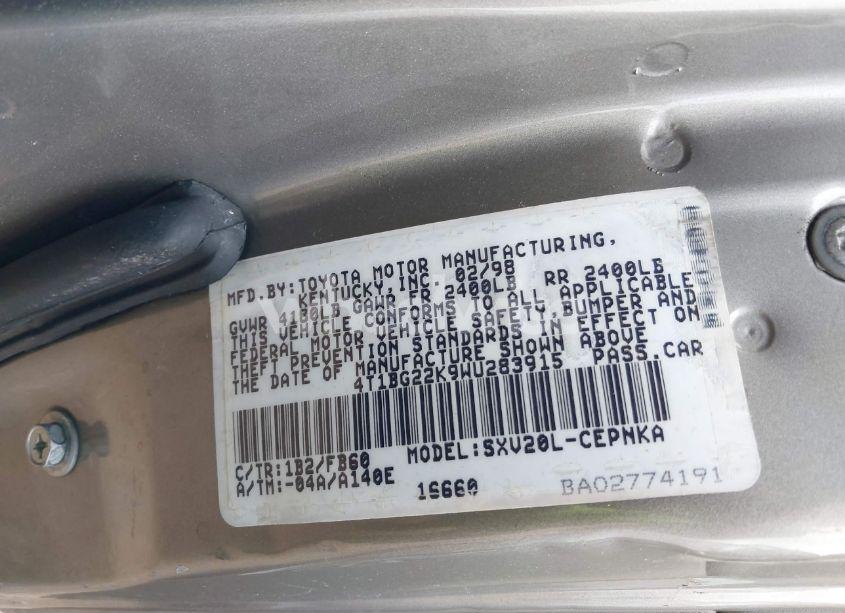 MFD.BY:TOYOTA MOTOR MANUFACTURING,
KENTUCKY,INC. 02/98
GVWR 4180LB GAWR FR 2400LB RR 2400LB
THIS VEHICLE CONFORMS TO ALL APPLICABLE
FEDERAL MOTOR VEHICLE SAFETY,BUMPER AND
THEFT PREVENTION STANDARDS IN EFFECT ON
THE DATE OF MANUFACTURE SHOWN ABOVE
4T1BG22K9WU283915 PASS.CAR
C/TR:1B2/FB60 MODEL:SXV20L-CEPNKA
A/TM:-04A/A140E 16660 BA02774191